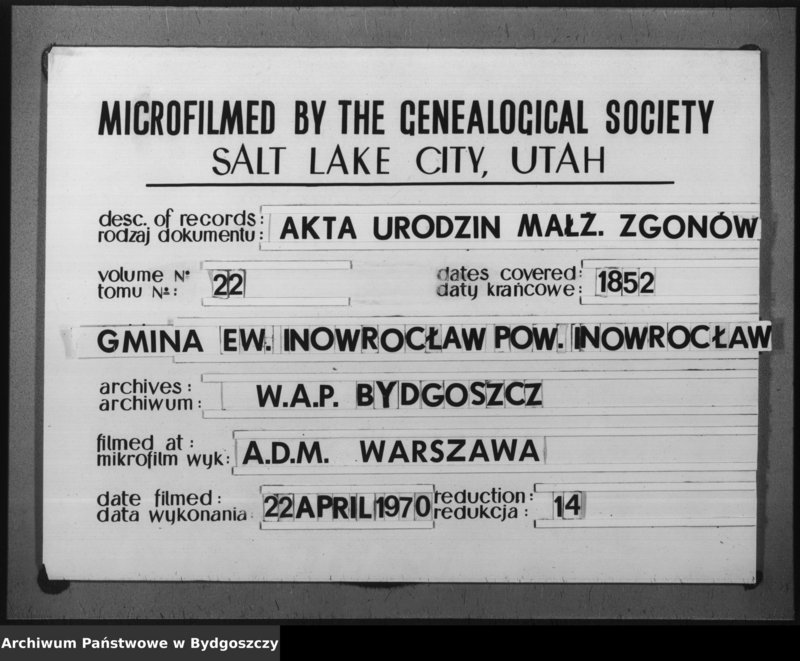 MICROFILMED BY THE GENEALOGICAL SOCIETY
SALT LAKE CITY, UTAH
desc. of records:
rodzaj dokumentu: AKTA URODZIN MAŁŻ. ZGONÓW
volume Nº
tomu Nº: 22
dates covered:
daty krańcowe: 1852
GMINA EW. INOWROCŁAW POW. INOWROCŁAW
archives:
archiwum: W.A.P. BYDGOSZCZ
filmed at:
mikrofilm wyk: A.D.M. WARSZAWA
date filmed:
data wykonania 22 APRIL 1970
reduction:
redukcja: 14
Archiwum Państwowe w Bydgoszczy